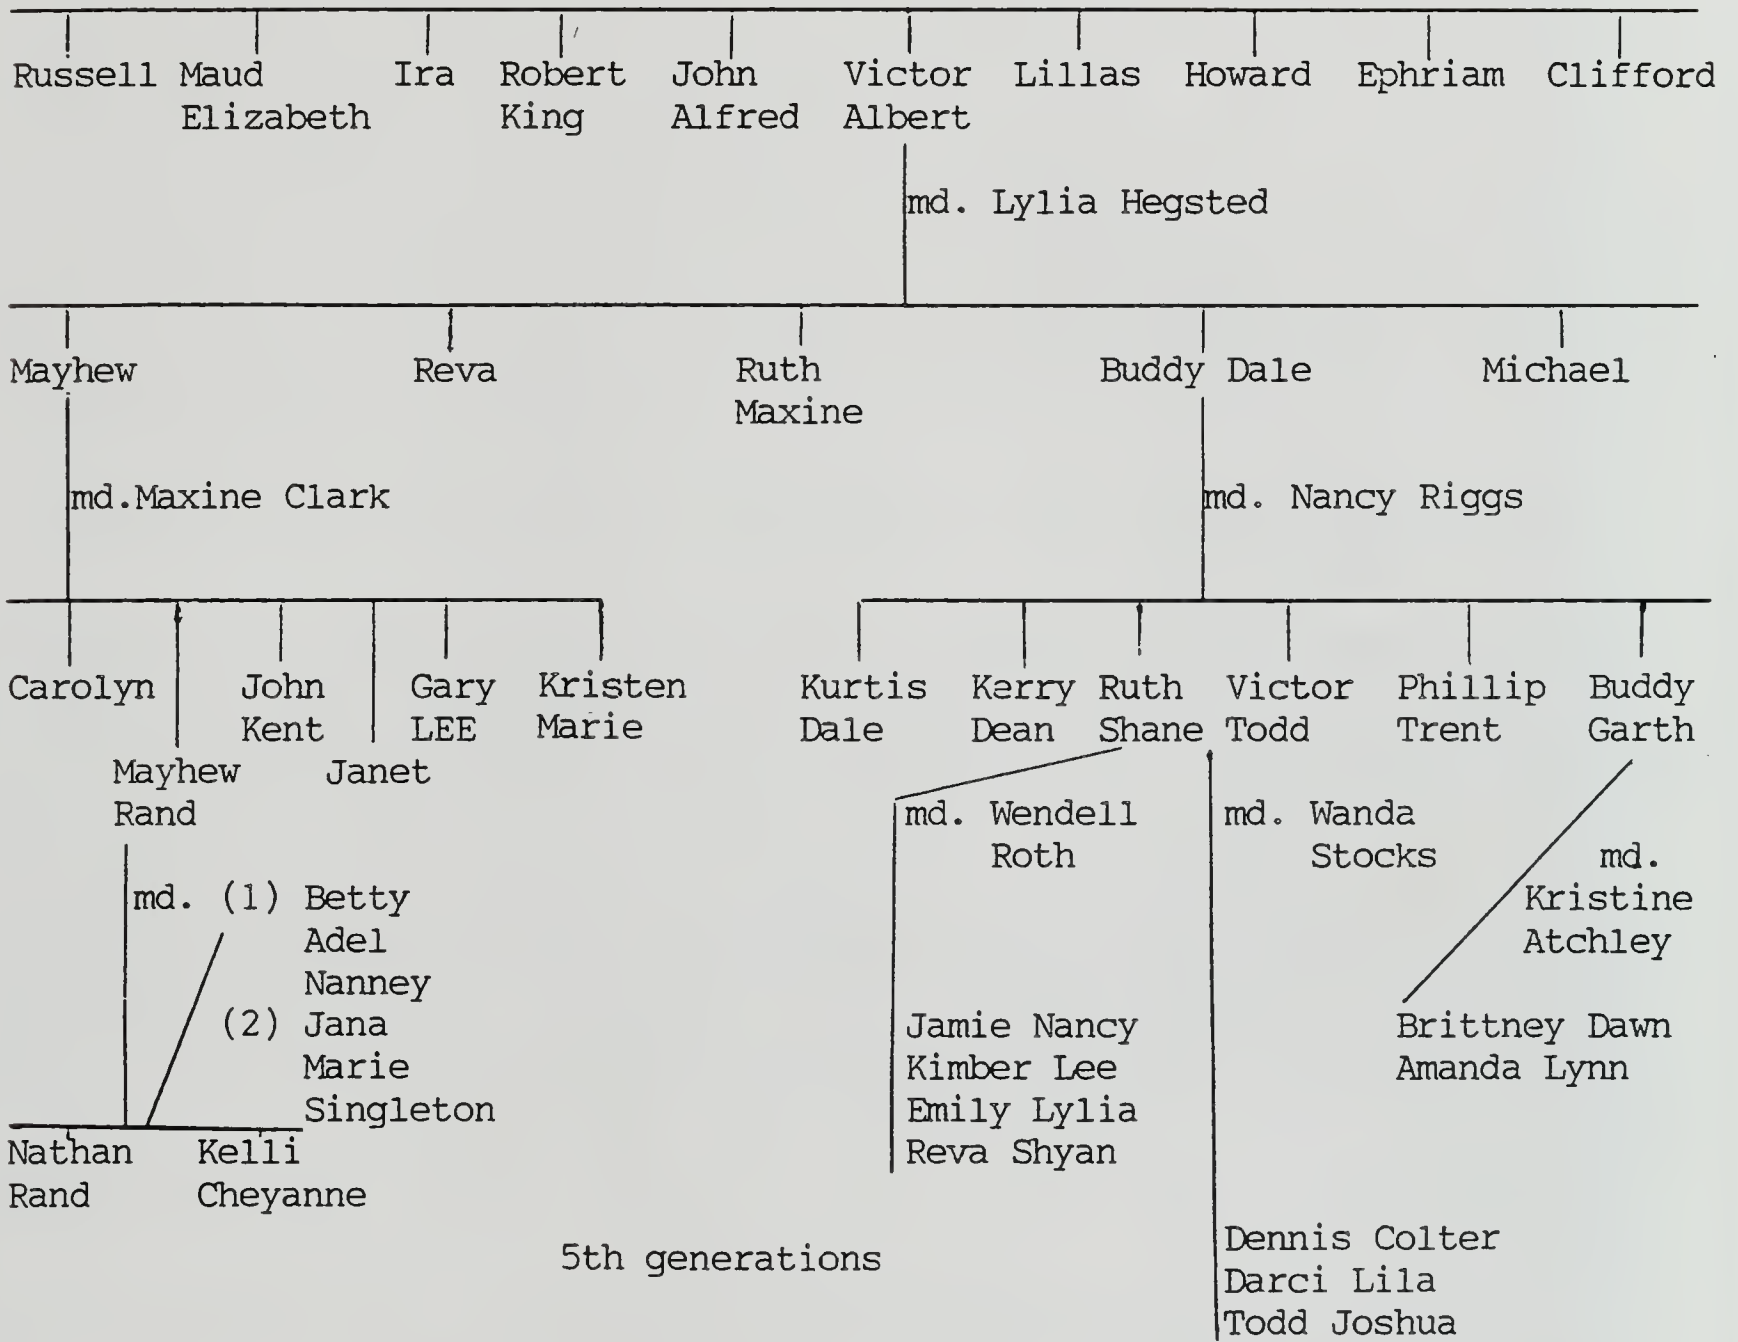 Russell Maud Ira Robert John Victor Lillas Howard Ephriam Clifford
Elizabeth King Alfred Albert
md. Lylia Hegsted
Mayhew Reva Ruth Buddy Dale Michael
Maxine
md.Maxine Clark md. Nancy Riggs
Carolyn John Gary Kristen Kurtis Kerry Ruth Victor Phillip Buddy
Kent LEE Marie Dale Dean Shane Todd Trent Garth
Mayhew Janet
Rand md. Wendell md. Wanda
Roth Stocks md.
md. (1) Betty Kristine
Adel Atchley
Nanney
(2) Jana Jamie Nancy Brittney Dawn
Marie Kimber Lee Amanda Lynn
Singleton Emily Lylia
Nathan Kelli Reva Shyan
Rand Cheyanne
Dennis Colter
5th generations
Darci Lila
Todd Joshua